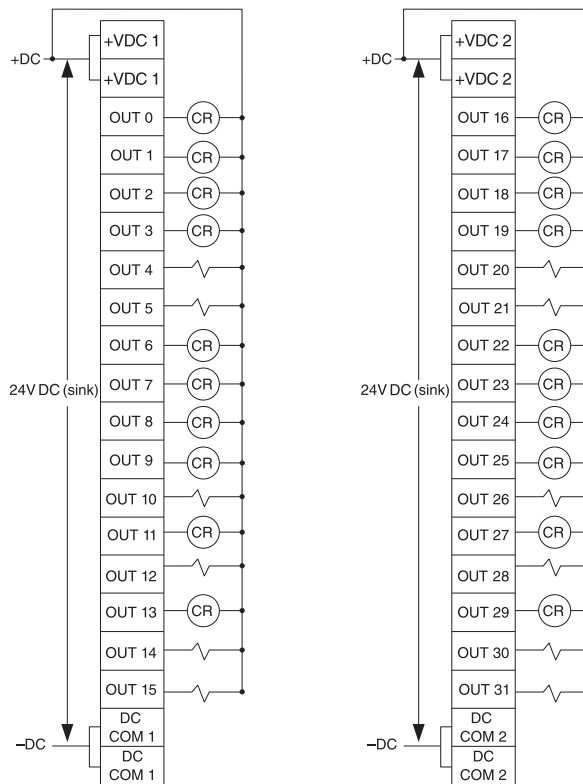 +DC
+VDC 1
+VDC 1
OUT 0 CR
OUT 1 CR
OUT 2 CR
OUT 3 CR
OUT 4
OUT 5
OUT 6 CR
OUT 7 CR
24V DC (sink)
OUT 8 CR
OUT 9 CR
OUT 10
OUT 11 CR
OUT 12
OUT 13 CR
OUT 14
OUT 15
–DC
DC
COM 1
DC
COM 1
+DC
+VDC 2
+VDC 2
OUT 16 CR
OUT 17 CR
OUT 18 CR
OUT 19 CR
OUT 20
OUT 21
OUT 22 CR
OUT 23 CR
24V DC (sink)
OUT 24 CR
OUT 25 CR
OUT 26
OUT 27 CR
OUT 28
OUT 29 CR
OUT 30
OUT 31
–DC
DC
COM 2
DC
COM 2